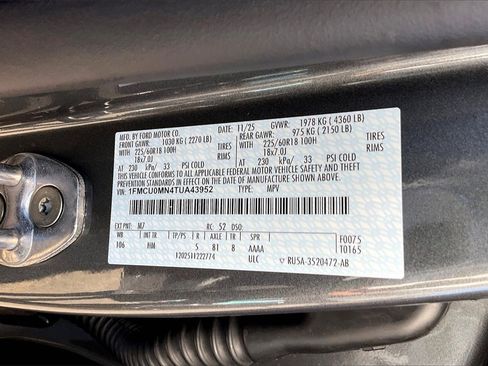 MFD. BY FORD MOTOR CO. 11/25 GVWR: 1978 KG ( 4360 LB)
FRONT GAWR: 1030 KG ( 2270 LB) REAR GAWR: 975 KG ( 2150 LB)
WITH 225/60R18 100H TIRES WITH 225/60R18 100H TIRES
18x7.0J RIMS 18x7.0J RIMS
AT 230 kPa/ 33 PSI COLD AT 230 kPa/ 33 PSI COLD
THIS VEHICLE CONFORMS TO ALL APPLICABLE FEDERAL MOTOR VEHICLE SAFETY AND
THEFT PREVENTION STANDARDS IN EFFECT ON THE DATE OF MANUFACTURE SHOWN ABOVE.
VIN: 1FMCU0MN4TUA43952 TYPE: MPV
EXT PNT: M7 RC: 52 DSO:
WB INT TR TP/PS R AXLE TR SPR F0075
106 HM 5 81 8 AAAA T0165
1202511222774 ULC RU5A-3520472-AB